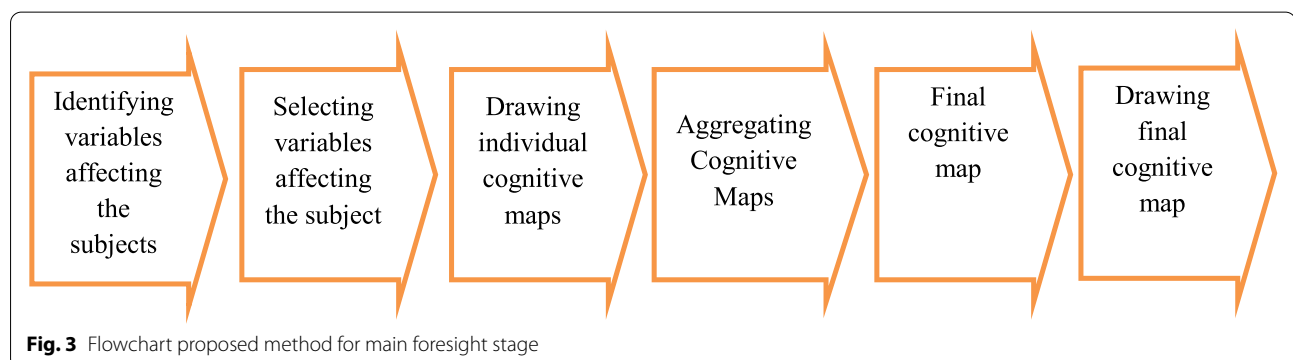 Identifying
variables
affecting
the
subjects
Selecting
variables
affecting
the subject
Drawing
individual
cognitive
maps
Aggregating
Cognitive
Maps
Final
cognitive
map
Drawing
final
cognitive
map
Fig. 3 Flowchart proposed method for main foresight stage